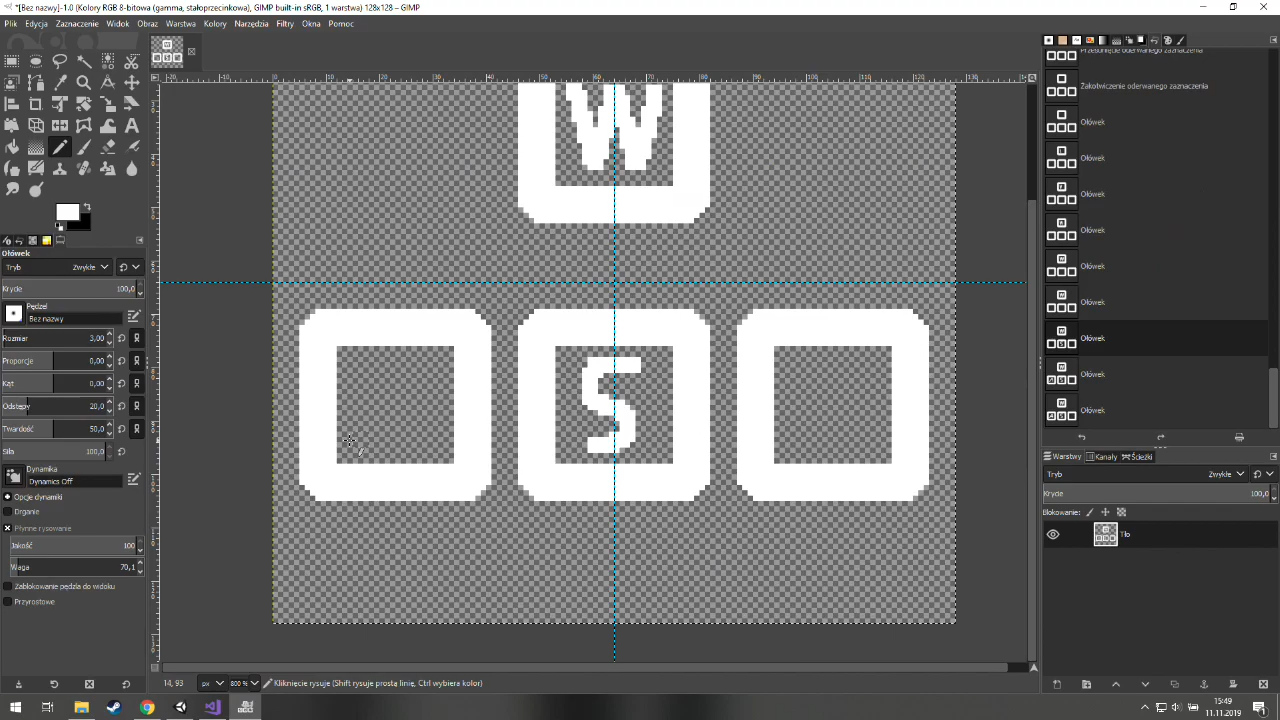 *[Bez nazwy]-1.0 (Kolory RGB 8-bitowa (gamma, stałoprzecinkowa), GIMP built-in sRGB, 1 warstwa) 128x128 – GIMP
Plik Edycja Zaznaczenie Widok Obraz Warstwa Kolory Narzędzia Filtry Okna Pomoc
Przesunięcie oderwanego zaznaczenia
Zakotwiczenie oderwanego zaznaczenia
Ołówek
Ołówek
Ołówek
Ołówek
Ołówek
Ołówek
Ołówek
Ołówek
Ołówek
W
S
Ołówek
Tryb Zwykłe
Krycie 100,0
Pędzel
Bez nazwy
Rozmiar 3,00
Proporcje 0,00
Kąt 0,00
Odstępy 20,0
Twardość 50,0
Siła 100,0
Dynamika
Dynamics Off
Opcje dynamiki
Drganie
Płynne rysowanie
Jakość 100
Waga 70,1
Zablokowanie pędzla do widoku
Przyrostowe
Warstwy Kanały Ścieżki
Tryb Zwykłe
Krycie 100,0
Blokowanie:
Tło
14, 93 px 800 % Kliknięcie rysuje (Shift rysuje prostą linię, Ctrl wybiera kolor)
15:49
11.11.2019